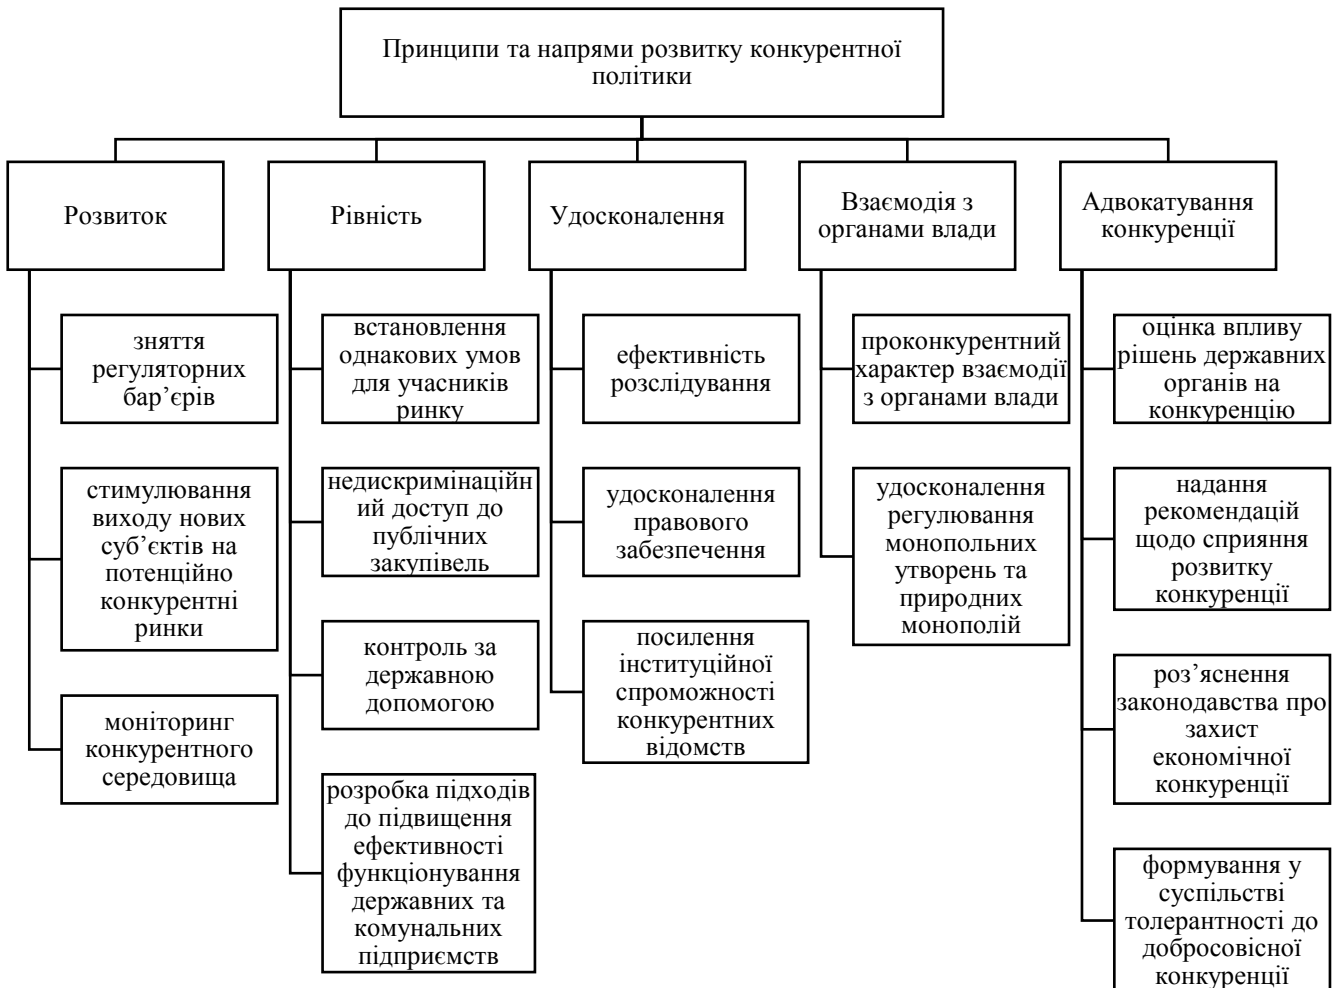 Принципи та напрями розвитку конкурентної
політики
Розвиток
зняття
регуляторних
бар’єрів
стимулювання
виходу нових
суб’єктів на
потенційно
конкурентні
ринки
моніторинг
конкурентного
середовища
Рівність
встановлення
однакових умов
для учасників
ринку
недискримінаційн
ий доступ до
публічних
закупівель
контроль за
державною
допомогою
розробка підходів
до підвищення
ефективності
функціонування
державних та
комунальних
підприємств
Удосконалення
ефективність
розслідування
удосконалення
правового
забезпечення
посилення
інституційної
спроможності
конкурентних
відомств
Взаємодія з
органами влади
проконкурентний
характер взаємодії
з органами влади
удосконалення
регулювання
монопольних
утворень та
природних
монополій
Адвокатування
конкуренції
оцінка впливу
рішень державних
органів на
конкуренцію
надання
рекомендацій
щодо сприяння
розвитку
конкуренції
роз’яснення
законодавства про
захист
економічної
конкуренції
формування у
суспільстві
толерантності до
добросовісної
конкуренції